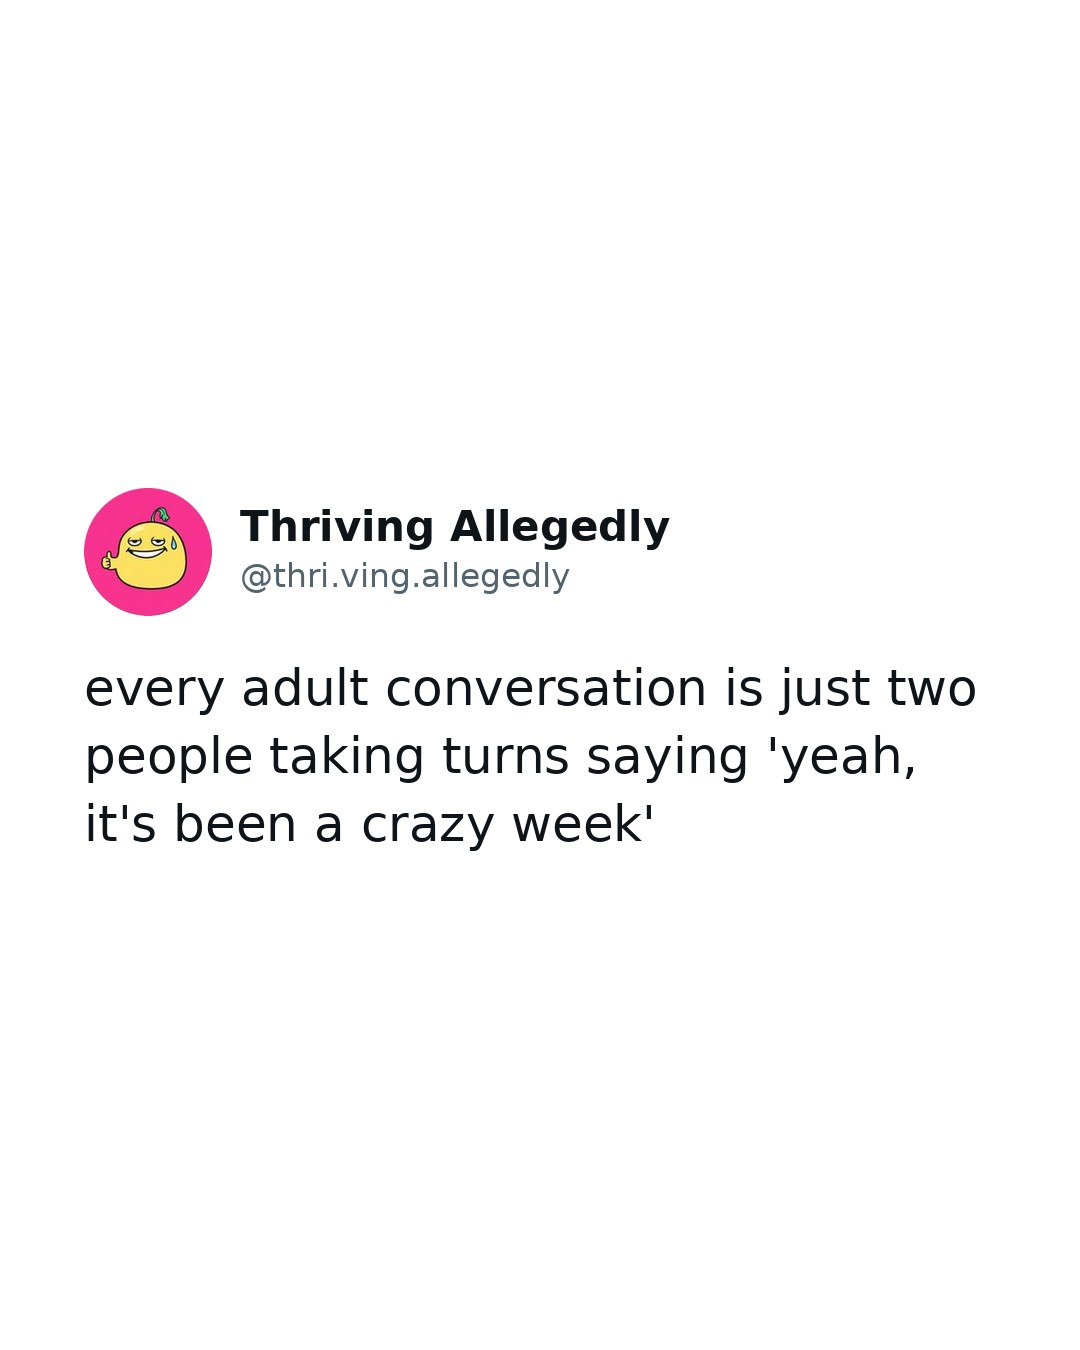 Thriving Allegedly
@thri.ving.allegedly
every adult conversation is just two
people taking turns saying 'yeah,
it's been a crazy week'